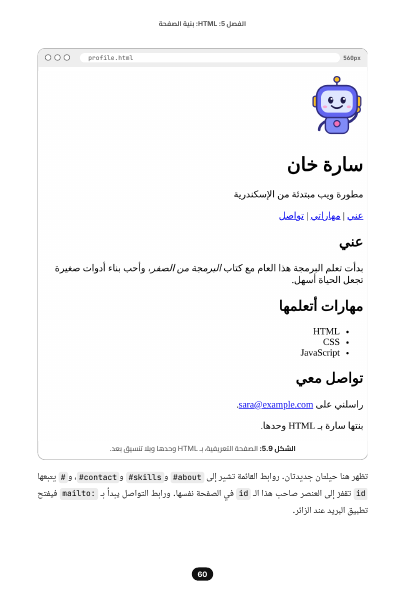 الفصل 5: HTML: بنية الصفحة
profile.html
560px
سارة خان
مطورة ويب مبتدئة من الإسكندرية
عني | مهاراتي | تواصل
عني
بدأت تعلم البرمجة هذا العام مع كتاب البرمجة من الصفر، وأحب بناء أدوات صغيرة
تجعل الحياة أسهل.
مهارات أتعلمها
HTML
CSS
JavaScript
تواصل معي
راسلني على sara@example.com.
بنتها سارة بـ HTML وحدها.
الشكل 5.9: الصفحة التعريفية، بـ HTML وحدها وبلا تنسيق بعد.
تظهر هنا حيلتان جديدتان. روابط القائمة تشير إلى #about و #skills و #contact، و # يتبعها
id تقفز إلى العنصر صاحب هذا الـ id في الصفحة نفسها. ورابط التواصل يبدأ بـ mailto: فيفتح
تطبيق البريد عند الزائر.
60